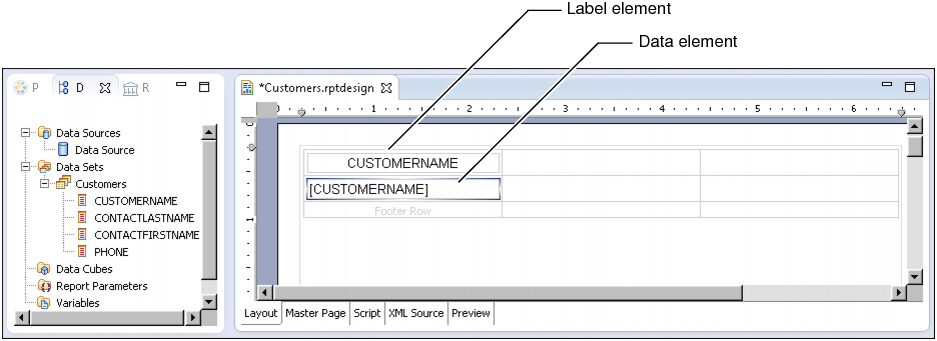 Label element
Data element
P D R
*Customers.rptdesign
1 2 3 4 5 6
Data Sources
Data Source
Data Sets
Customers
CUSTOMERNAME
CONTACTLASTNAME
CONTACTFIRSTNAME
PHONE
Data Cubes
Report Parameters
Variables
CUSTOMERNAME
[CUSTOMERNAME]
Footer Row
1
Layout Master Page Script XML Source Preview